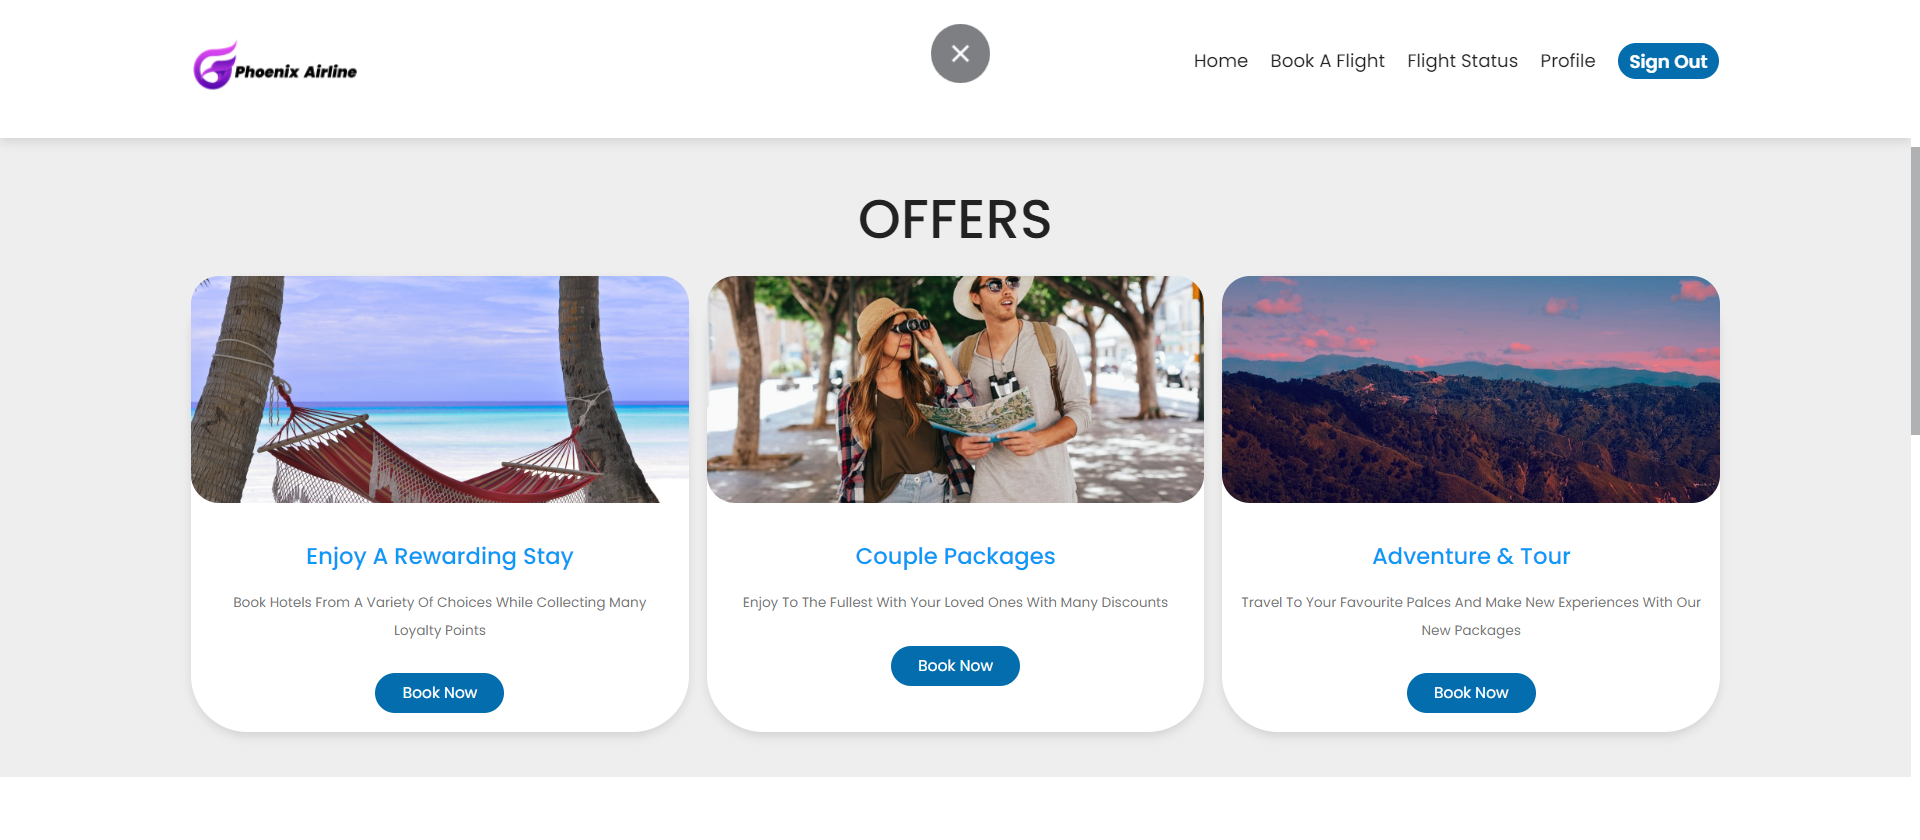 Phoenix Airline
Home Book A Flight Flight Status Profile Sign Out
OFFERS
Enjoy A Rewarding Stay
Book Hotels From A Variety Of Choices While Collecting Many
Loyalty Points
Book Now
Couple Packages
Enjoy To The Fullest With Your Loved Ones With Many Discounts
Book Now
Adventure & Tour
Travel To Your Favourite Palces And Make New Experiences With Our
New Packages
Book Now